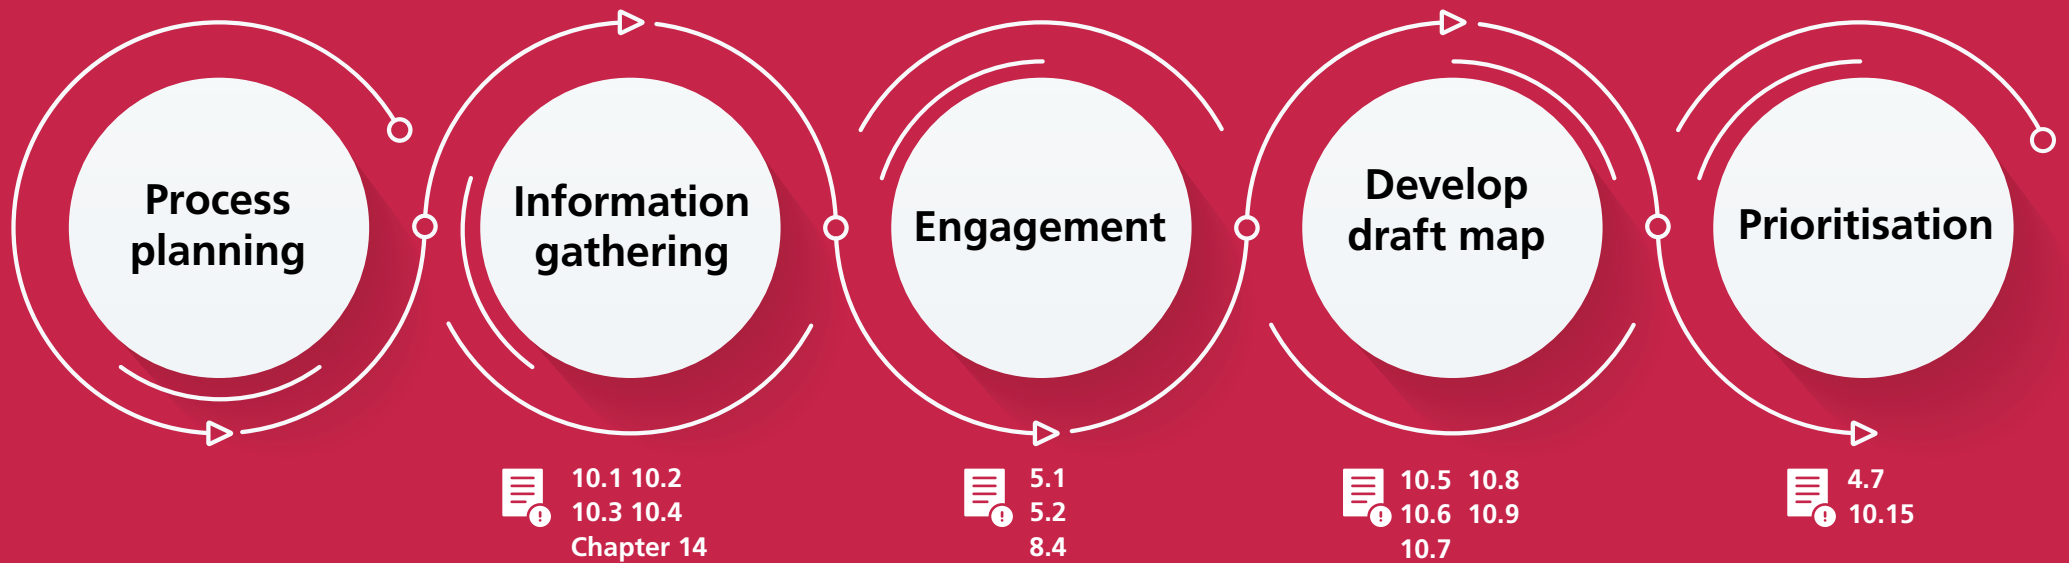 Process
planning
Information
gathering
Engagement
Develop
draft map
Prioritisation
10.1 10.2
10.3 10.4
Chapter 14
5.1
5.2
8.4
10.5 10.8
10.6 10.9
10.7
4.7
10.15